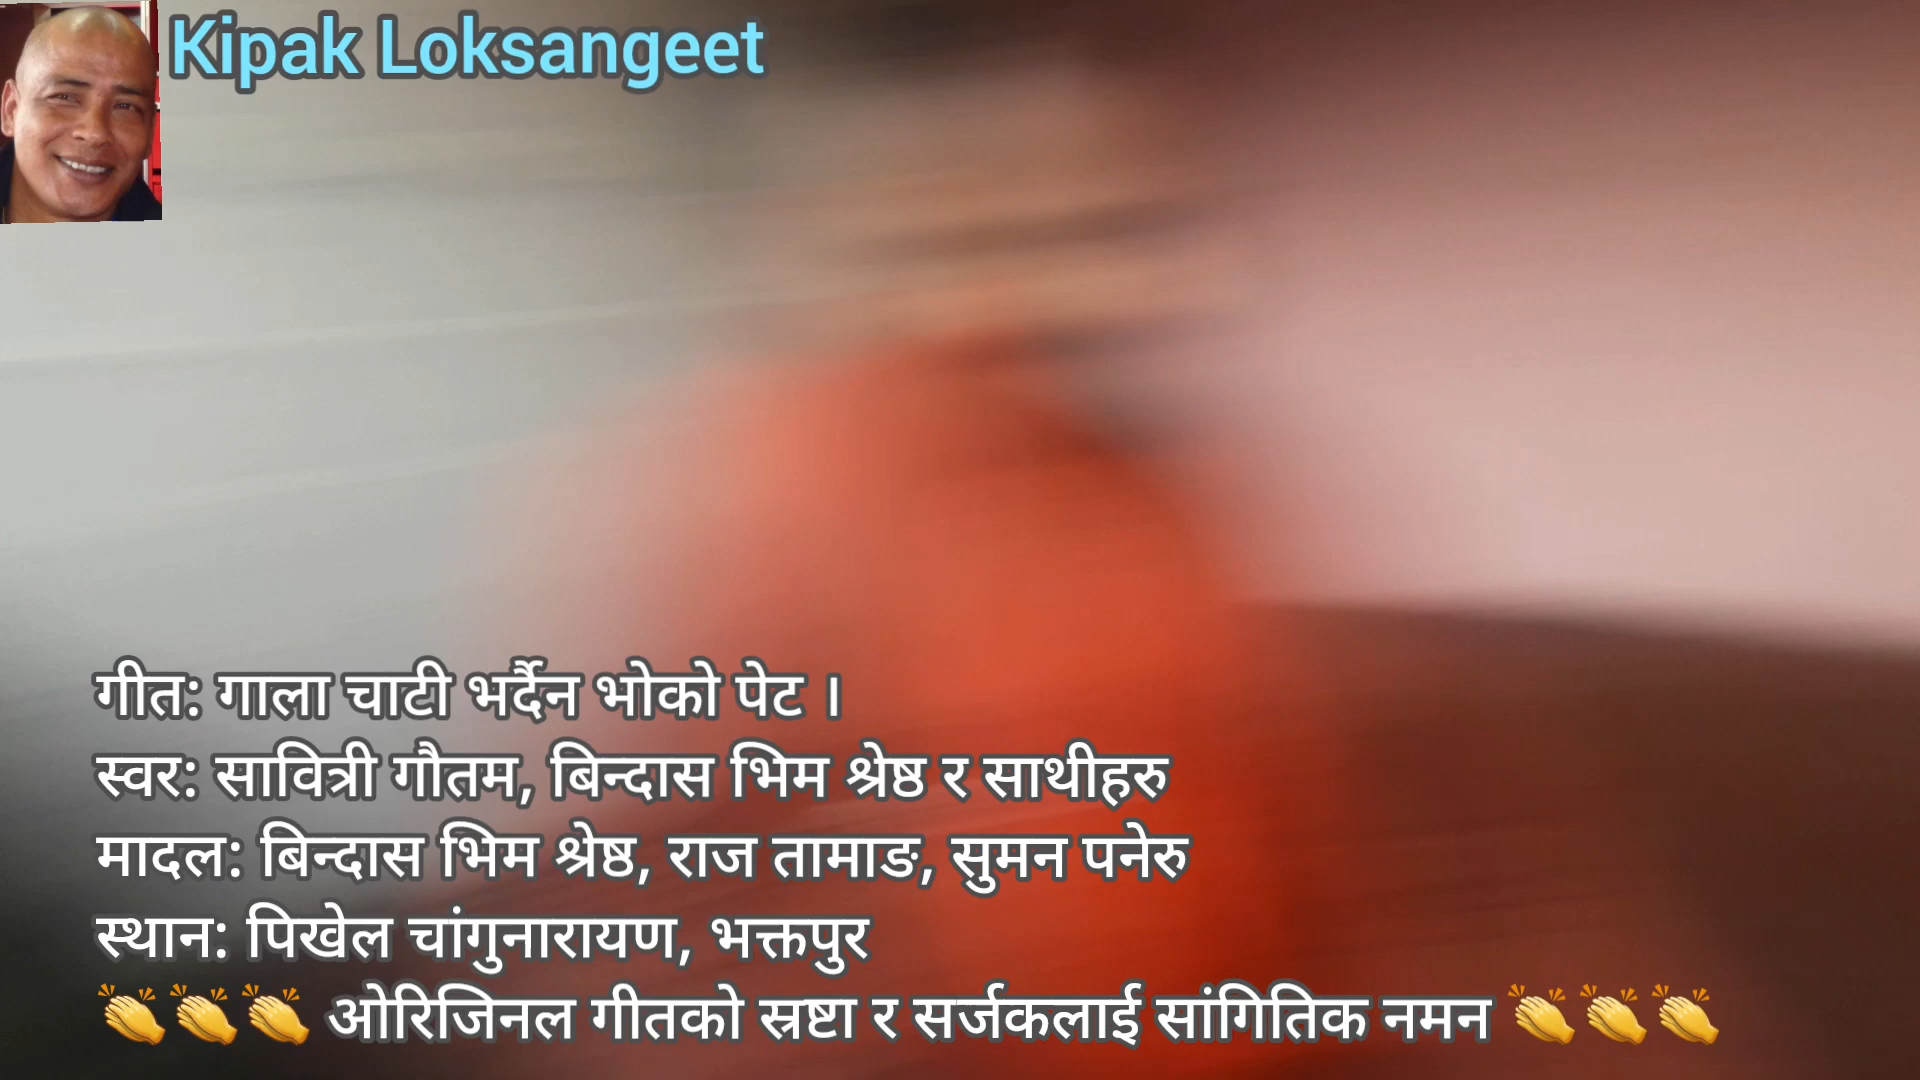 Kipak Loksangeet
गीत: गाला चाटी भर्दैन भोको पेट ।
स्वर: सावित्री गौतम, बिन्दास भिम श्रेष्ठ र साथीहरु
मादल: बिन्दास भिम श्रेष्ठ, राज तामाङ, सुमन पनेरु
स्थान: पिखेल चांगुनारायण, भक्तपुर
👏👏👏 ओरिजिनल गीतको स्रष्टा र सर्जकलाई सांगितिक नमन 👏👏👏